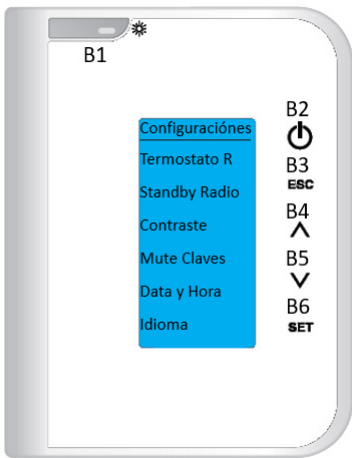 B1
B2
B3
ESC
B4
B5
B6
SET
Configuraciónes
Termostato R
Standby Radio
Contraste
Mute Claves
Data y Hora
Idioma